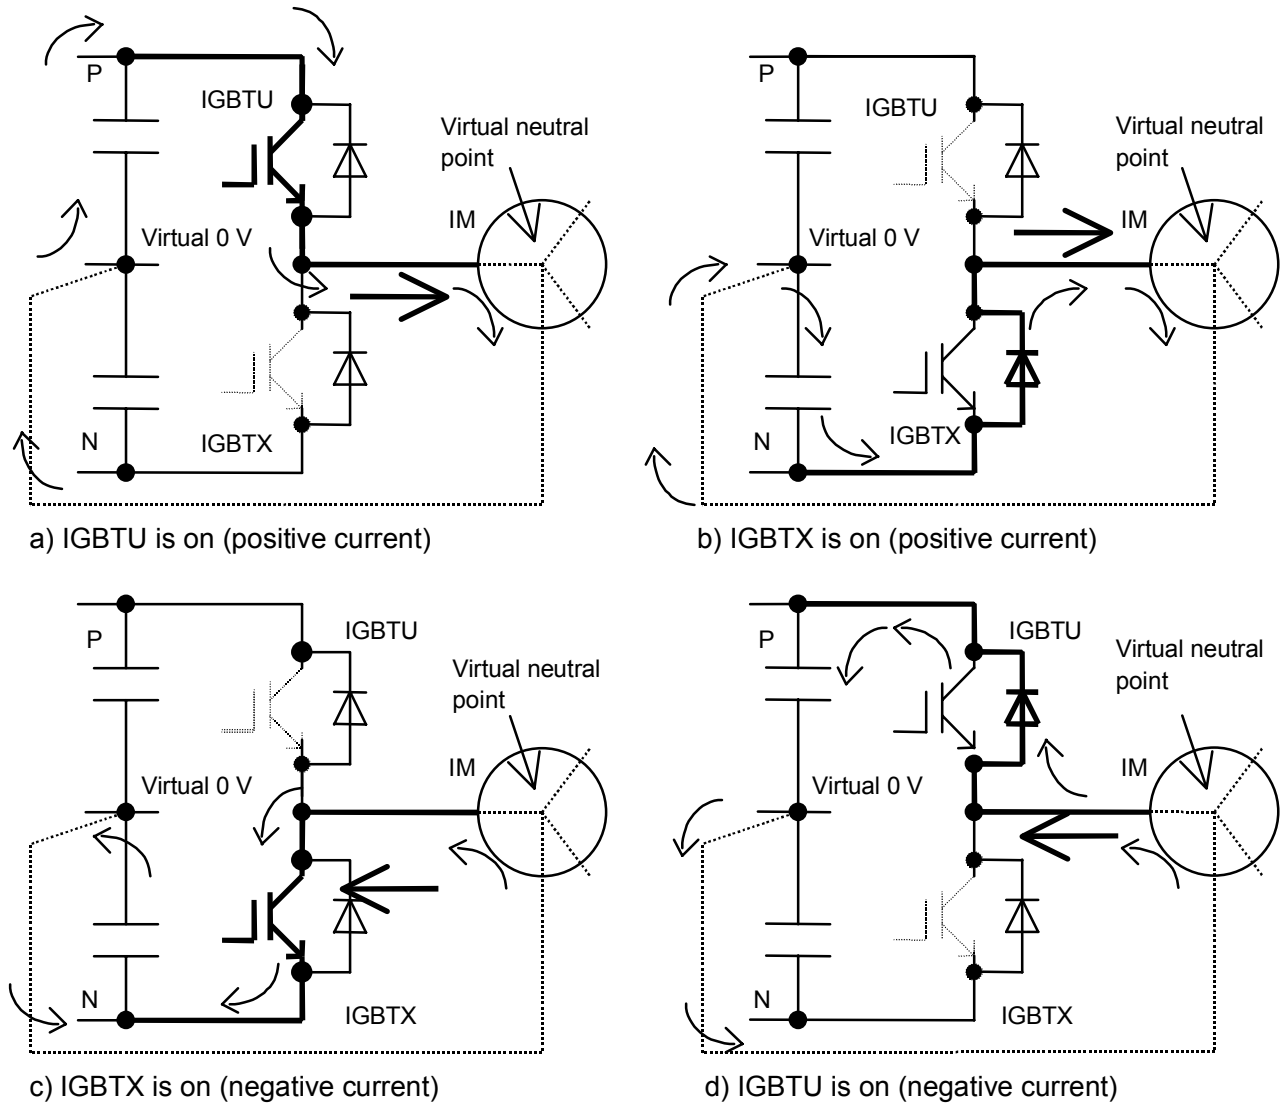 P
IGBTU
Virtual neutral
point
IM
Virtual 0 V
N
IGBTX
a) IGBTU is on (positive current)
P
IGBTU
Virtual neutral
point
IM
Virtual 0 V
N
IGBTX
b) IGBTX is on (positive current)
P
IGBTU
Virtual neutral
point
IM
Virtual 0 V
N
IGBTX
c) IGBTX is on (negative current)
P
IGBTU
Virtual neutral
point
IM
Virtual 0 V
N
IGBTX
d) IGBTU is on (negative current)